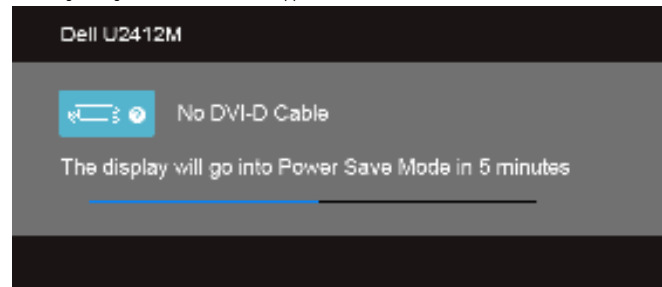 Dell U2412M
No DVI-D Cable
The display will go into Power Save Mode in 5 minutes